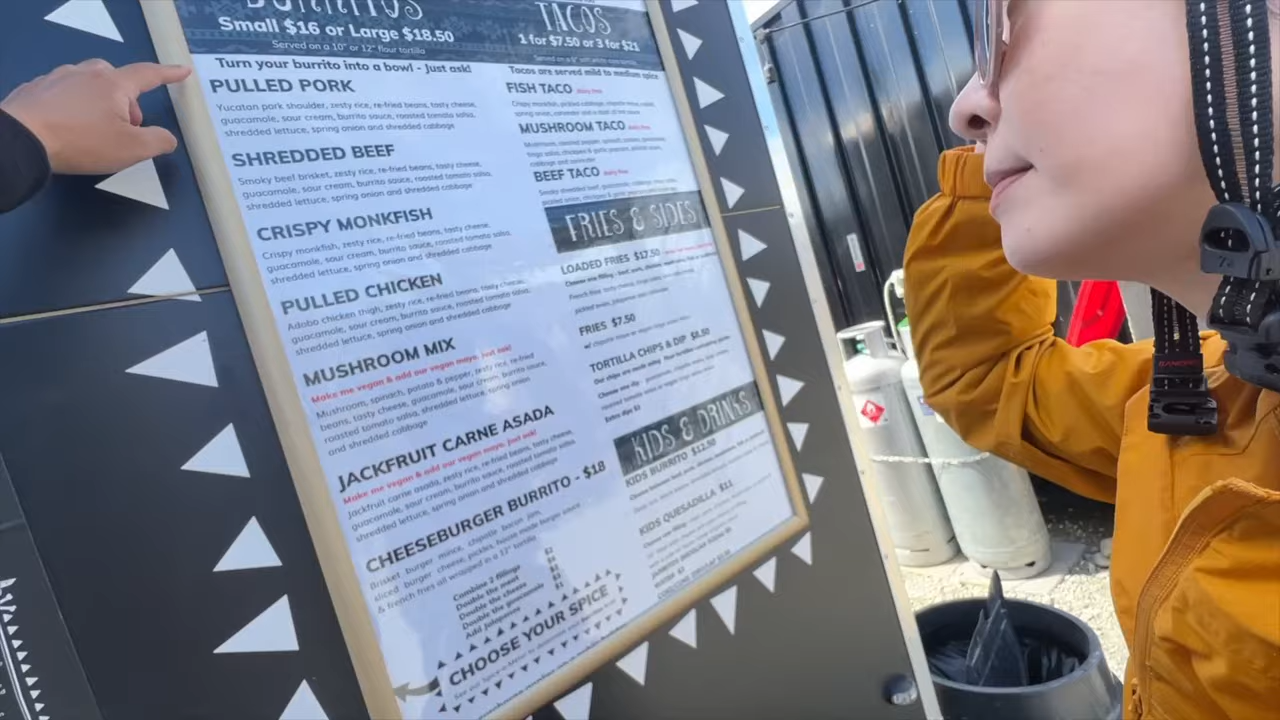 BURRITOS
Small $16 or Large $18.50
Served on a 10" or 12" flour tortilla
Turn your burrito into a bowl - Just ask!
PULLED PORK
Yucatan pork shoulder, zesty rice, re-fried beans, tasty cheese,
guacamole, sour cream, burrito sauce, roasted tomato salsa,
shredded lettuce, spring onion and shredded cabbage
SHREDDED BEEF
Smoky beef brisket, zesty rice, re-fried beans, tasty cheese,
guacamole, sour cream, burrito sauce, roasted tomato salsa,
shredded lettuce, spring onion and shredded cabbage
CRISPY MONKFISH
Crispy monkfish, zesty rice, re-fried beans, tasty cheese,
guacamole, sour cream, burrito sauce, roasted tomato salsa,
shredded lettuce, spring onion and shredded cabbage
PULLED CHICKEN
Adobo chicken thigh, zesty rice, re-fried beans, tasty cheese,
guacamole, sour cream, burrito sauce, roasted tomato salsa,
shredded lettuce, spring onion and shredded cabbage
MUSHROOM MIX
Make me vegan & add our vegan mayo. Just ask!
Mushroom, spinach, potato & pepper, zesty rice, re-fried
beans, tasty cheese, guacamole, sour cream, burrito sauce,
roasted tomato salsa, shredded lettuce, spring onion
and shredded cabbage
JACKFRUIT CARNE ASADA
Make me vegan & add our vegan mayo. Just ask!
Jackfruit carne asada, zesty rice, re-fried beans, tasty cheese,
guacamole, sour cream, burrito sauce, roasted tomato salsa,
shredded lettuce, spring onion and shredded cabbage
CHEESEBURGER BURRITO - $18
Brisket burger mince, chipotle bacon jam,
sliced burger cheese, pickles, house made burger sauce
& french fries all wrapped in a 12" tortilla
Combine 2 fillings
Double the meat
Double the cheese
Double the guacamole
Add jalapenos
CHOOSE YOUR SPICE
TACOS
1 for $7.50 or 3 for $21
Tacos are served mild to medium spice
FISH TACO dairy free
MUSHROOM TACO dairy free
BEEF TACO dairy free
FRIES & SIDES
LOADED FRIES $17.50
FRIES $7.50
TORTILLA CHIPS & DIP $8.50
Extra dips $3
KIDS & DRINKS
KIDS BURRITO $12.50
KIDS QUESADILLA $11